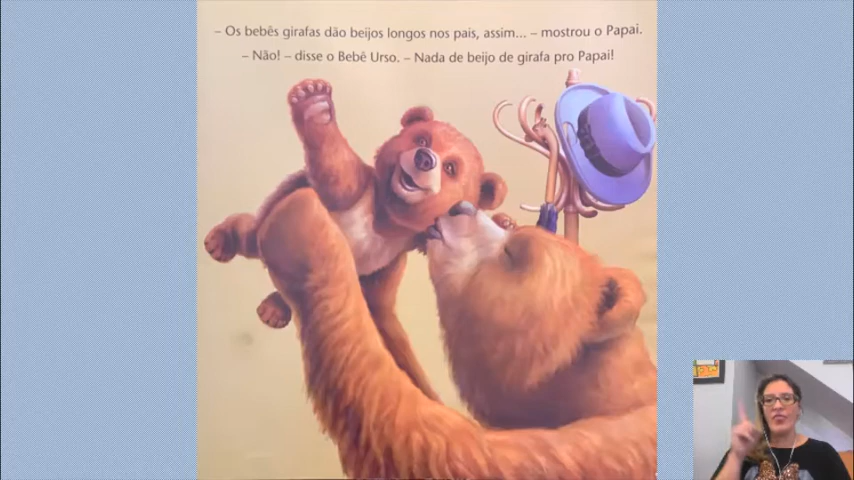 – Os bebês girafas dão beijos longos nos pais, assim... – mostrou o Papai.
– Não! – disse o Bebê Urso. – Nada de beijo de girafa pro Papai!